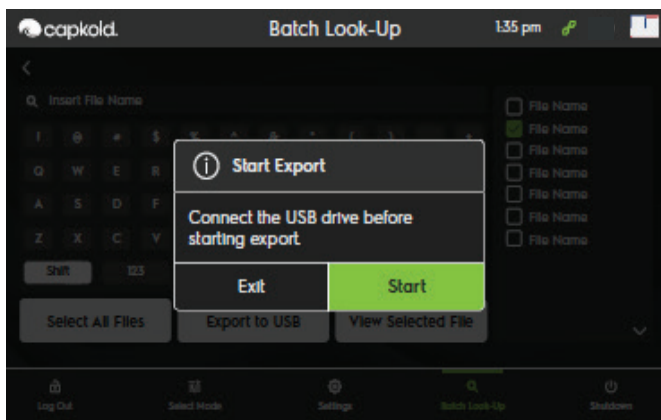 capkold.
Batch Look-Up
1:35 pm
Insert File Name
File Name
File Name
File Name
File Name
File Name
File Name
File Name
! @ # $ % ^ & * ( )
Q W E R
A S D F
Z X C V
Shift 123
Start Export
Connect the USB drive before
starting export
Exit Start
Select All Files Export to USB View Selected File
Log Out Select Mode Settings Batch Look-Up Shutdown